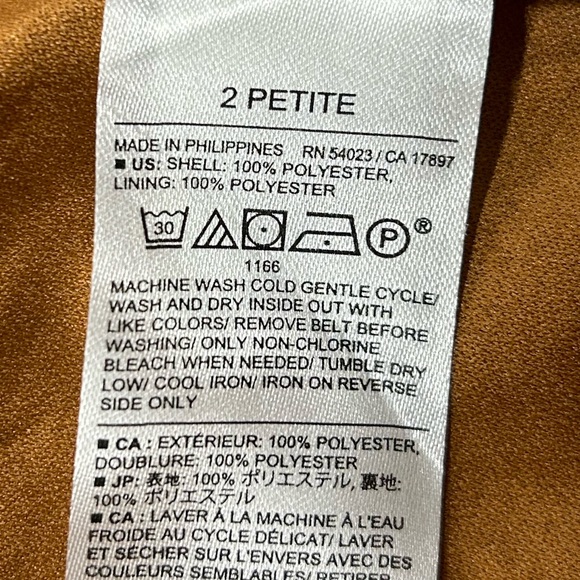 2 PETITE
MADE IN PHILIPPINES RN 54023 / CA 17897
■ US: SHELL: 100% POLYESTER,
LINING: 100% POLYESTER
30 P ®
1166
MACHINE WASH COLD GENTLE CYCLE/
WASH AND DRY INSIDE OUT WITH
LIKE COLORS/ REMOVE BELT BEFORE
WASHING/ ONLY NON-CHLORINE
BLEACH WHEN NEEDED/ TUMBLE DRY
LOW/ COOL IRON/ IRON ON REVERSE
SIDE ONLY
■ CA : EXTÉRIEUR: 100% POLYESTER,
DOUBLURE: 100% POLYESTER
■ JP: 表地: 100% ポリエステル, 裏地:
100% ポリエステル
■ CA : LAVER À LA MACHINE À L'EAU
FROIDE AU CYCLE DÉLICAT/ LAVER
ET SÉCHER SUR L'ENVERS AVEC DES
COULEURS SEMBLABLES/ RETIRER